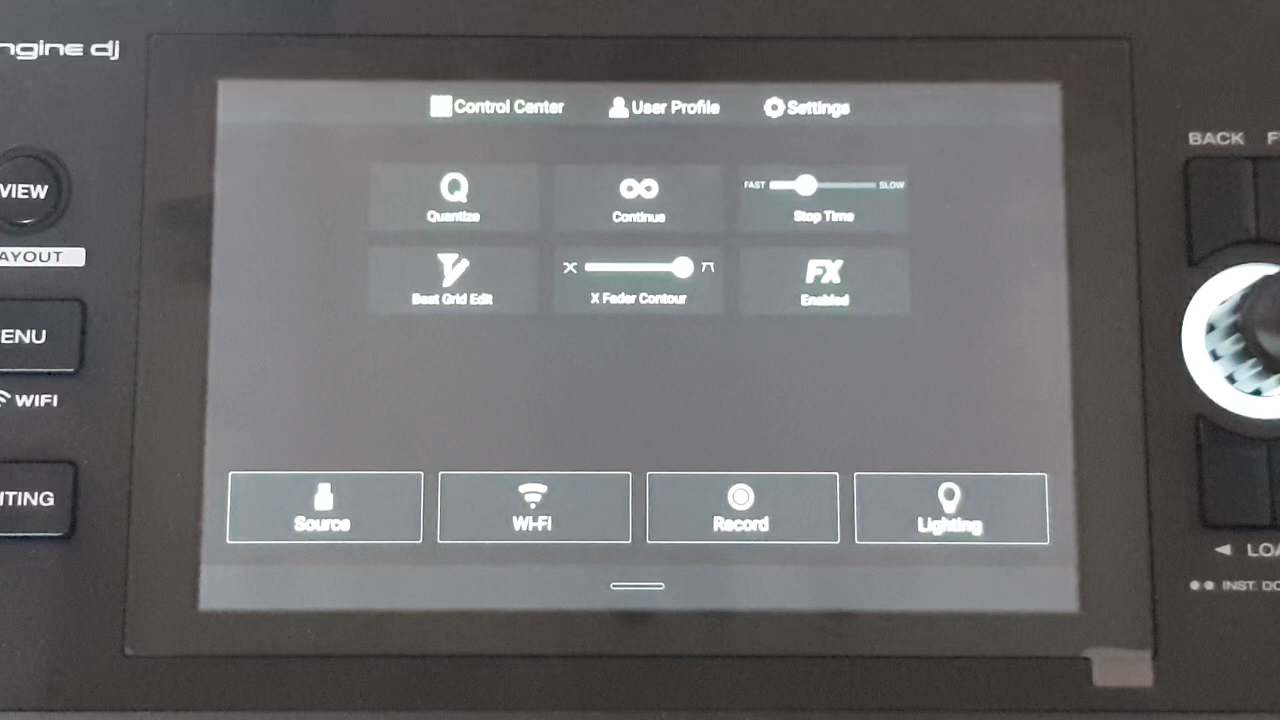 ngine dj
Control Center
User Profile
Settings
BACK
F
VIEW
Q
Quantize
Continue
FAST
SLOW
Stop Time
AYOUT
Beat Grid Edit
X Fader Contour
FX
Enabled
ENU
WIFI
ITING
Source
Wi-Fi
Record
Lighting
LOA
INST. DO